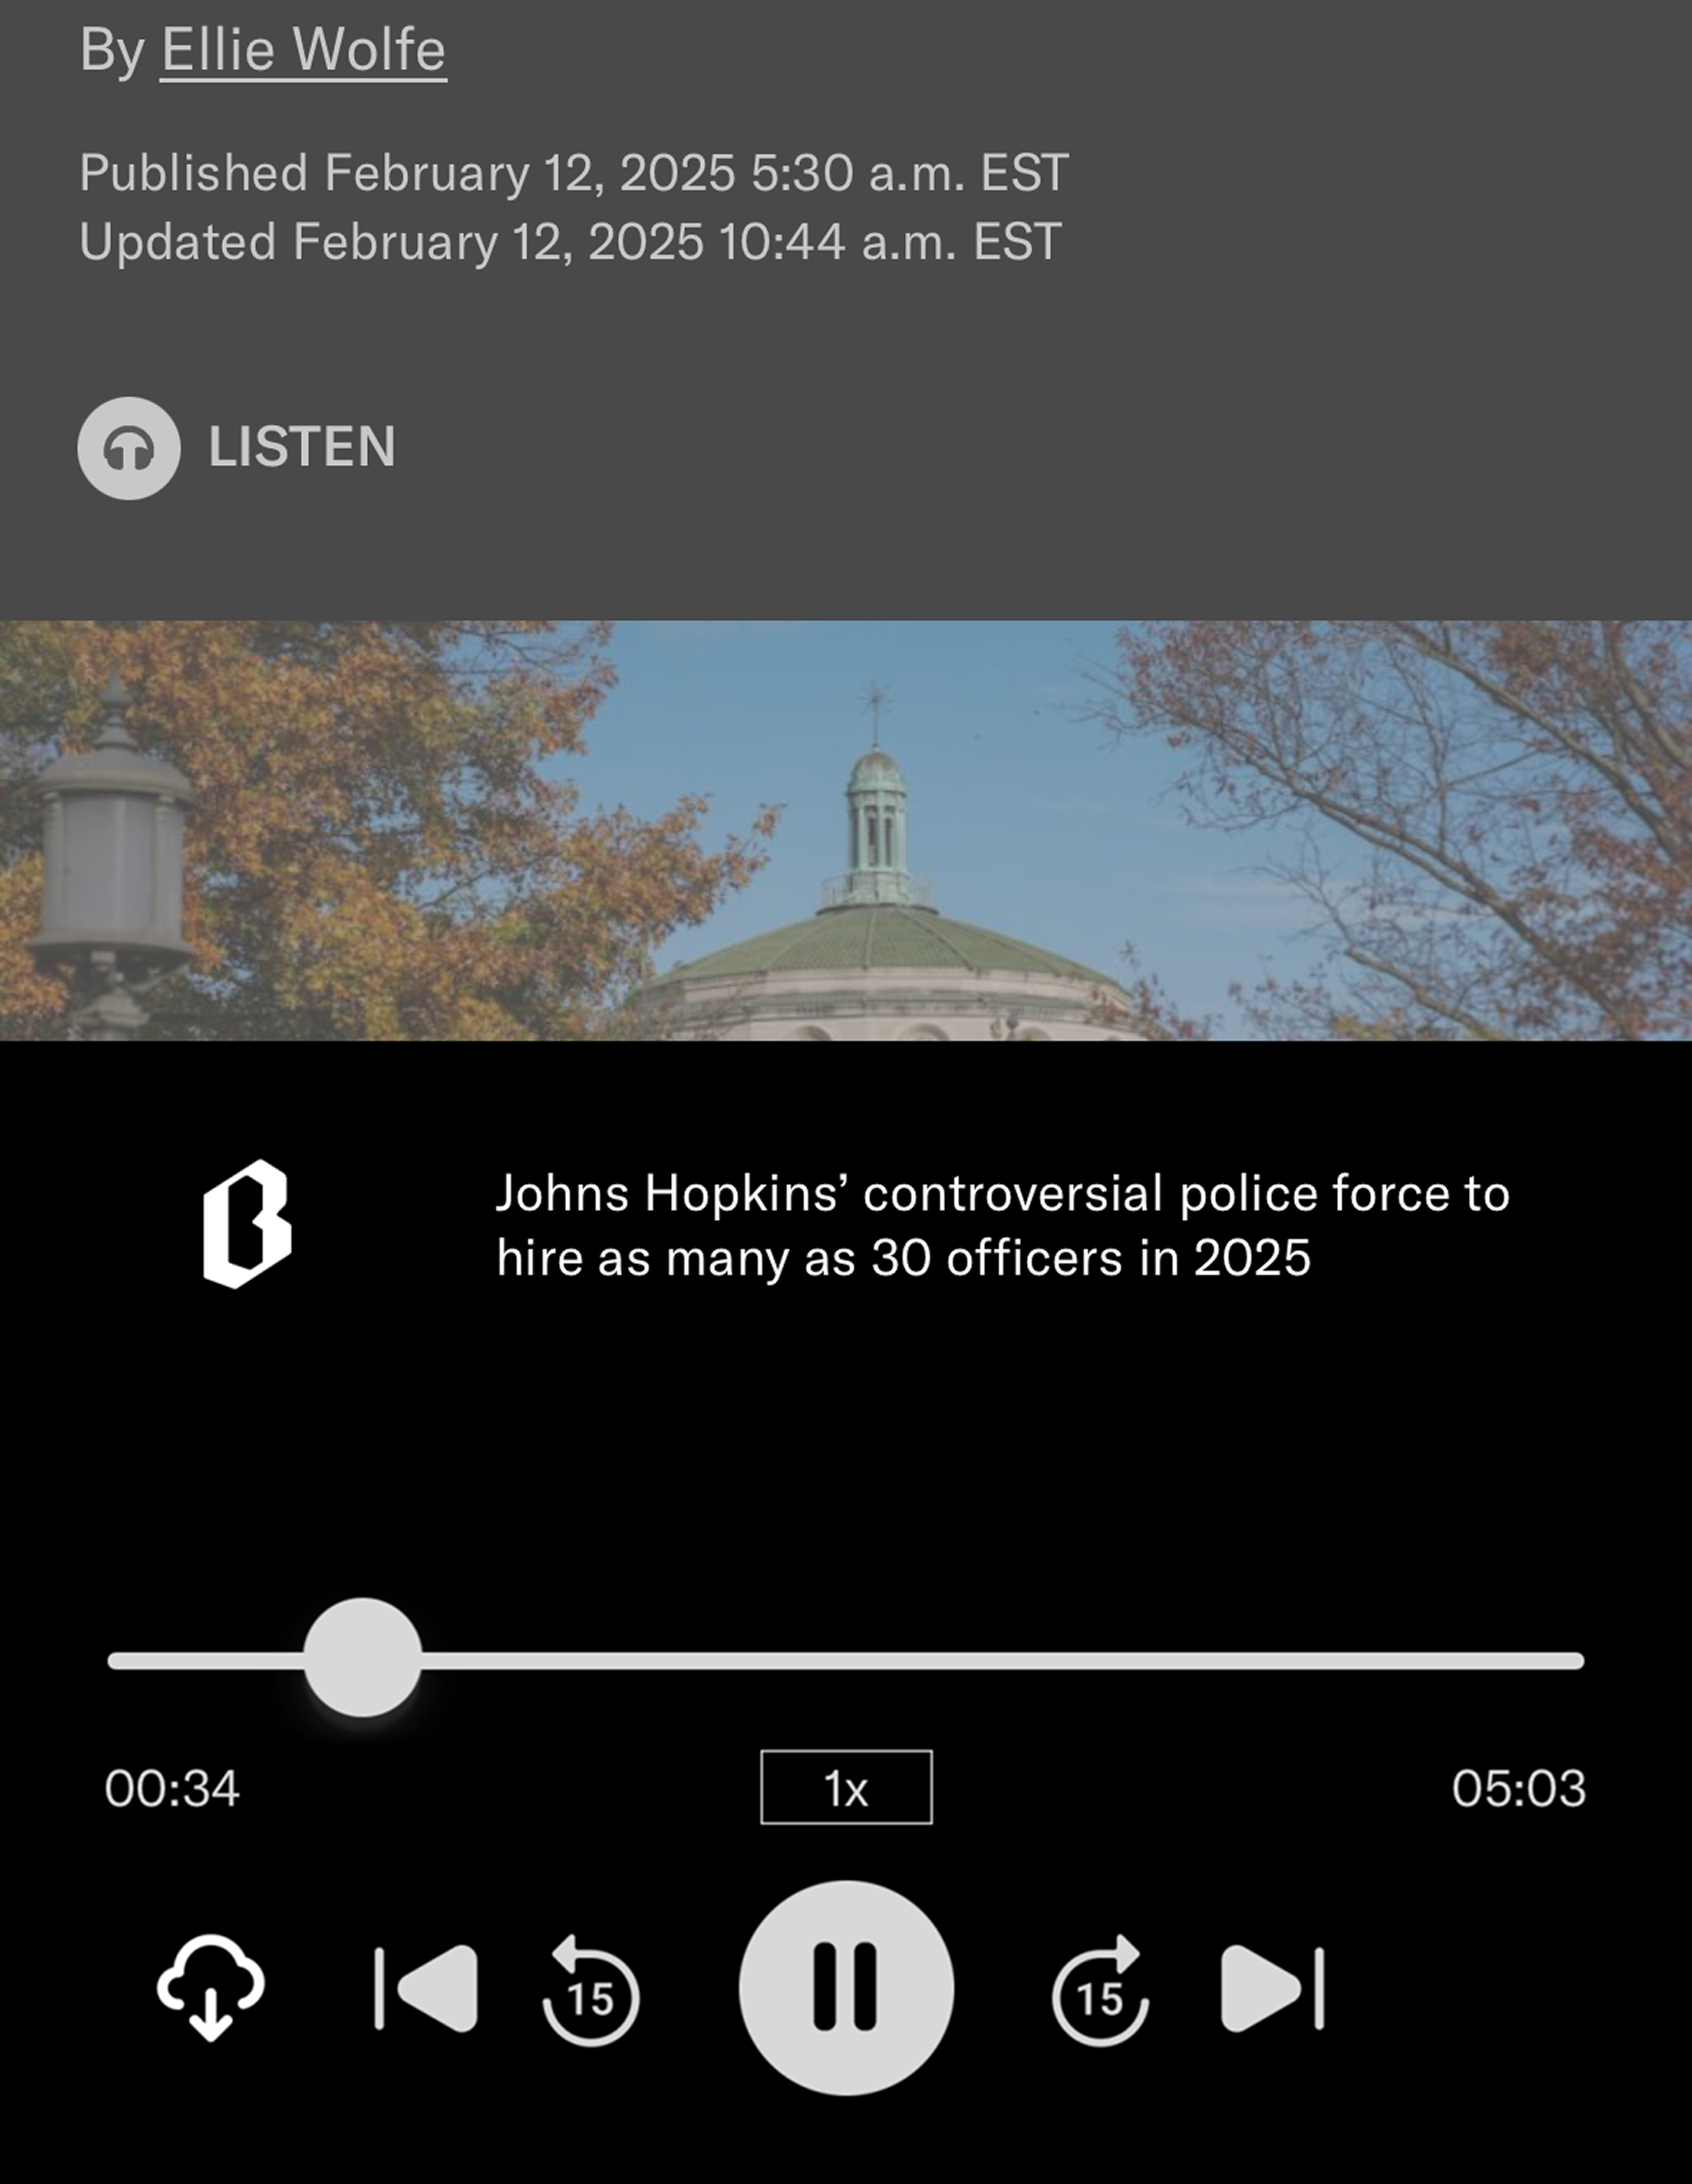 By Ellie Wolfe
Published February 12, 2025 5:30 a.m. EST
Updated February 12, 2025 10:44 a.m. EST
LISTEN
B
Johns Hopkins’ controversial police force to
hire as many as 30 officers in 2025
00:34
1x
05:03
15
15